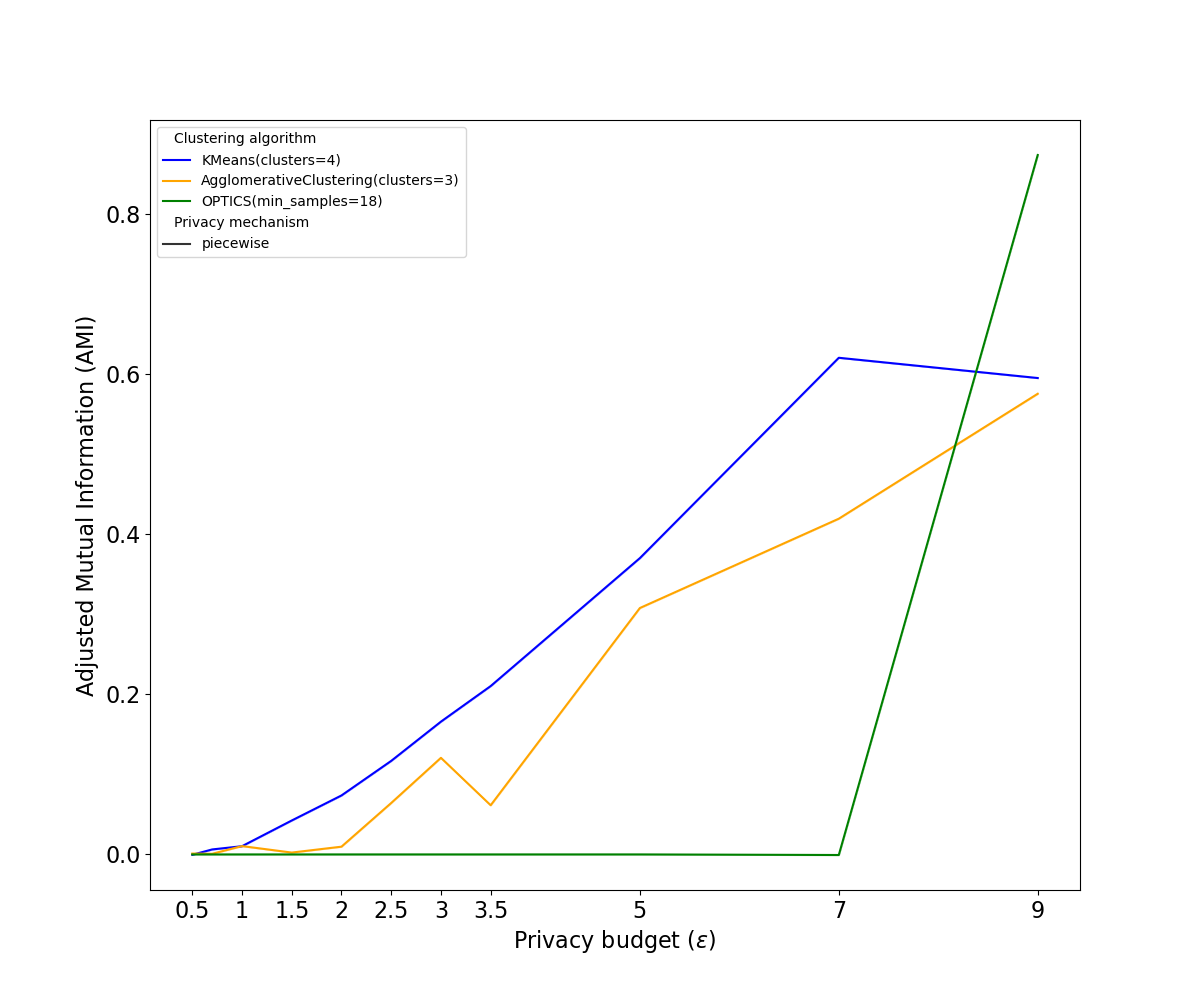 Clustering algorithm
KMeans(clusters=4)
AgglomerativeClustering(clusters=3)
OPTICS(min_samples=18)
Privacy mechanism
piecewise
Adjusted Mutual Information (AMI)
0.8
0.6
0.4
0.2
0.0
0.5 1 1.5 2 2.5 3 3.5 5 7 9
Privacy budget (ε)